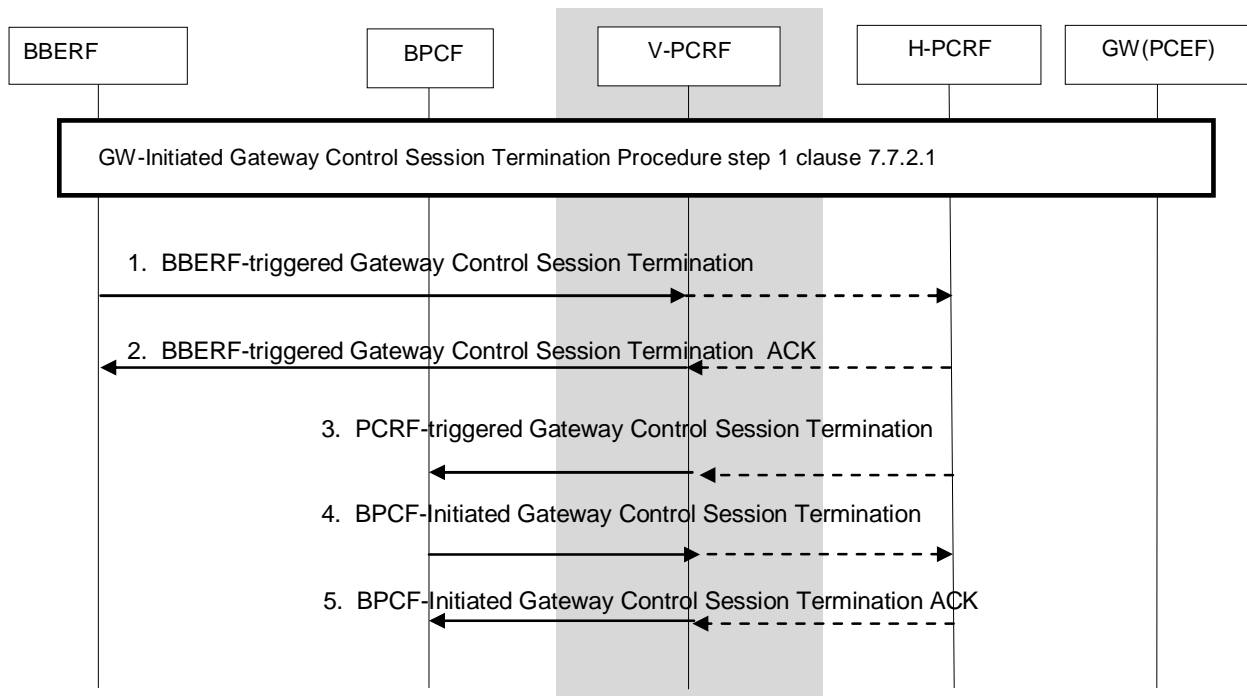 BBERF
BPCF
V-PCRF
H-PCRF
GW(PCEF)
GW-Initiated Gateway Control Session Termination Procedure step 1 clause 7.7.2.1
1. BBERF-triggered Gateway Control Session Termination
2. BBERF-triggered Gateway Control Session Termination ACK
3. PCRF-triggered Gateway Control Session Termination
4. BPCF-Initiated Gateway Control Session Termination
5. BPCF-Initiated Gateway Control Session Termination ACK